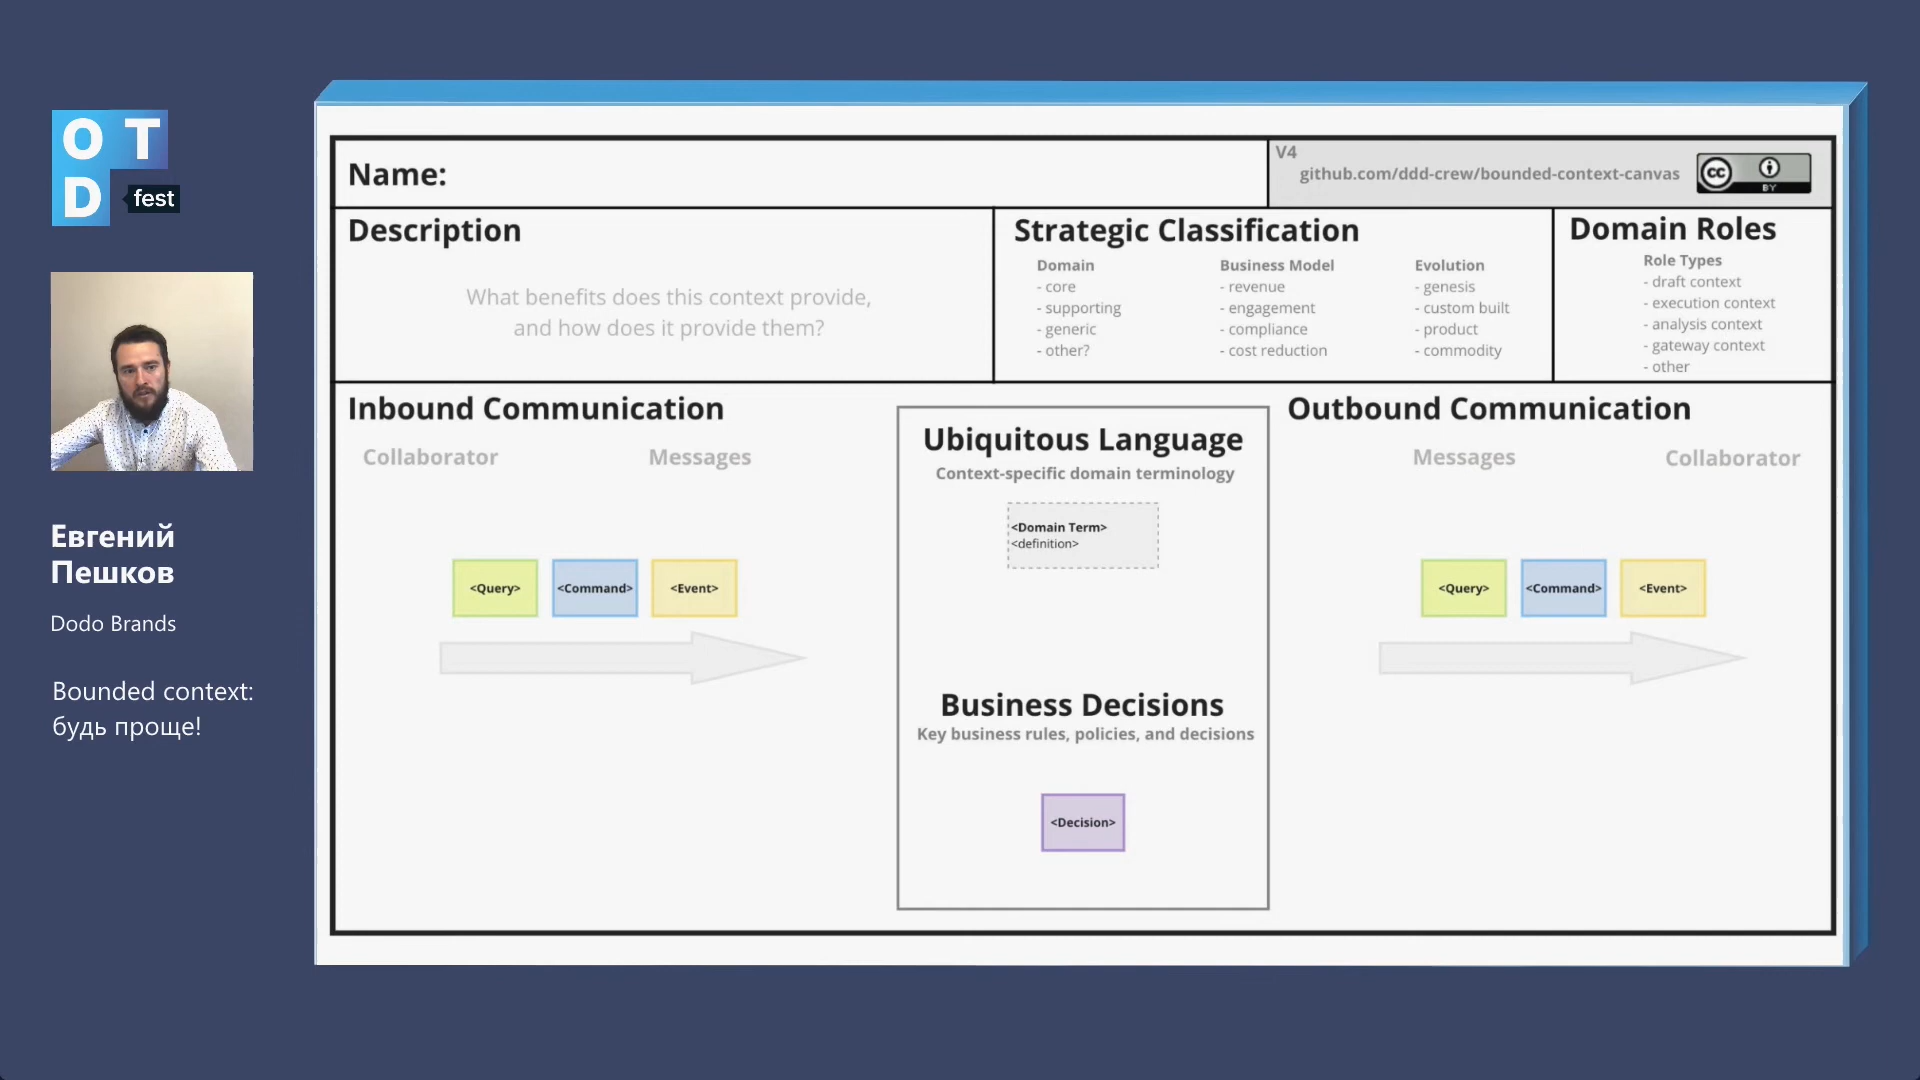 O T
D fest
Евгений
Пешков
Dodo Brands
Bounded context:
будь проще!
Name:
V4
github.com/ddd-crew/bounded-context-canvas
cc
BY
Description
What benefits does this context provide,
and how does it provide them?
Strategic Classification
Domain
- core
- supporting
- generic
- other?
Business Model
- revenue
- engagement
- compliance
- cost reduction
Evolution
- genesis
- custom built
- product
- commodity
Domain Roles
Role Types
- draft context
- execution context
- analysis context
- gateway context
- other
Inbound Communication
Collaborator Messages
<Query> <Command> <Event>
Ubiquitous Language
Context-specific domain terminology
<Domain Term>
<definition>
Business Decisions
Key business rules, policies, and decisions
<Decision>
Outbound Communication
Messages Collaborator
<Query> <Command> <Event>